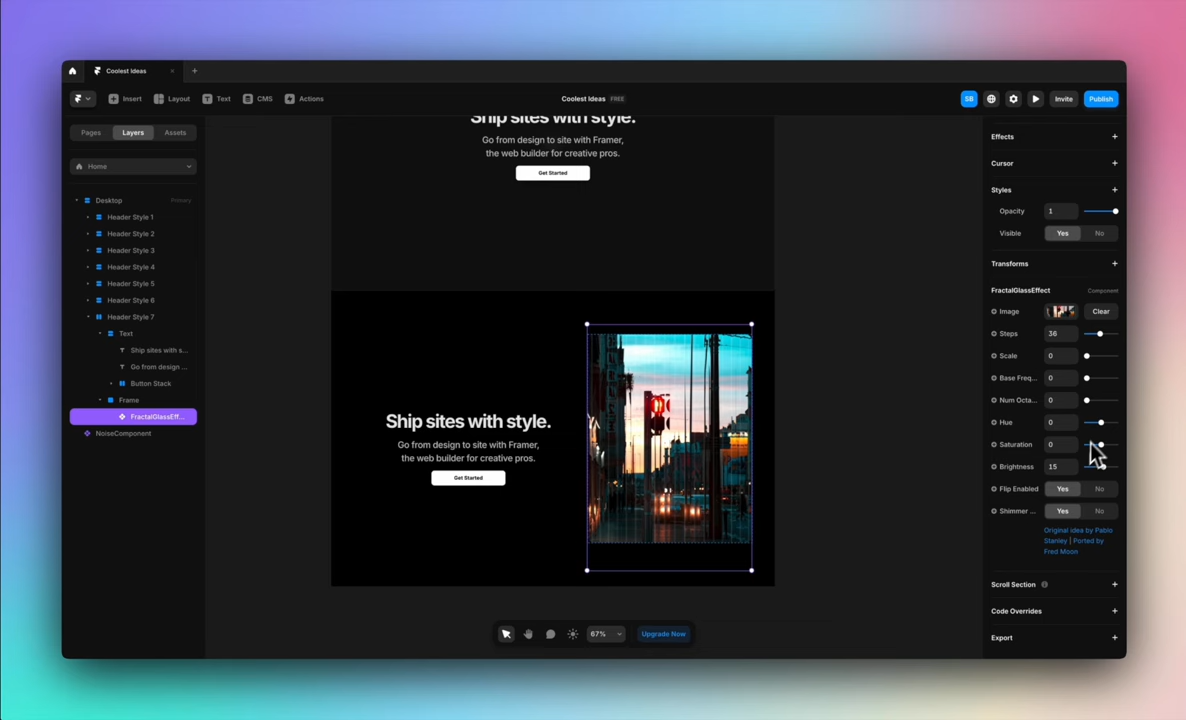 Coolest Ideas
Insert
Layout
Text
CMS
Actions
Coolest Ideas FREE
SB
Invite
Publish
Pages
Layers
Assets
Home
Desktop
Primary
Header Style 1
Header Style 2
Header Style 3
Header Style 4
Header Style 5
Header Style 6
Header Style 7
Text
Ship sites with s...
Go from design ...
Button Stack
Frame
FractalGlassEff...
NoiseComponent
Ship sites with style.
Go from design to site with Framer,
the web builder for creative pros.
Get Started
Ship sites with style.
Go from design to site with Framer,
the web builder for creative pros.
Get Started
67%
Upgrade Now
Effects
Cursor
Styles
Opacity 1
Visible Yes No
Transforms
FractalGlassEffect Component
Image Clear
Steps 36
Scale 0
Base Freq... 0
Num Octa... 0
Hue 0
Saturation 0
Brightness 15
Flip Enabled Yes No
Shimmer ... Yes No
Original idea by Pablo
Stanley | Ported by
Fred Moon
Scroll Section
Code Overrides
Export